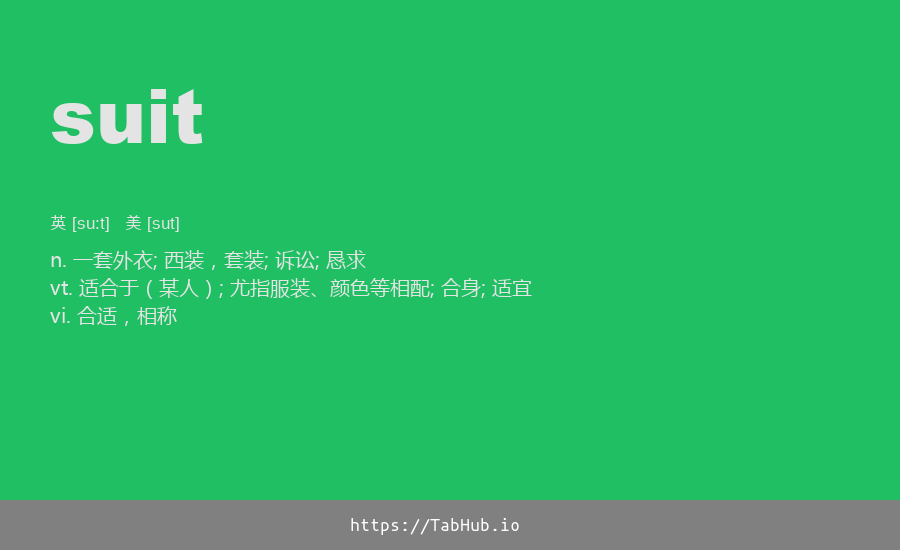 suit
英 [su:t] 美 [sut]
n. 一套外衣; 西装，套装; 诉讼; 恳求
vt. 适合于（某人）; 尤指服装、颜色等相配; 合身; 适宜
vi. 合适，相称
https://TabHub.io